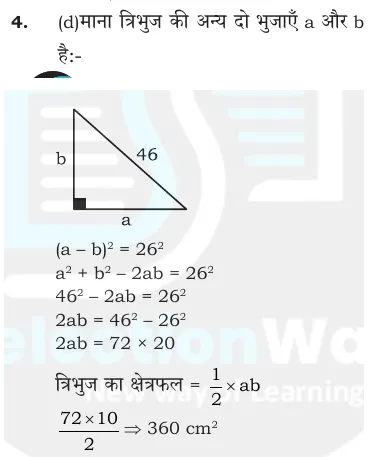 4. (d)माना त्रिभुज की अन्य दो भुजाएँ a और b
है:-
b
46
a
(a – b)² = 26²
a² + b² – 2ab = 26²
46² – 2ab = 26²
2ab = 46² – 26²
2ab = 72 × 20
त्रिभुज का क्षेत्रफल = 1/2 × ab
72×10/2 ⇒ 360 cm²